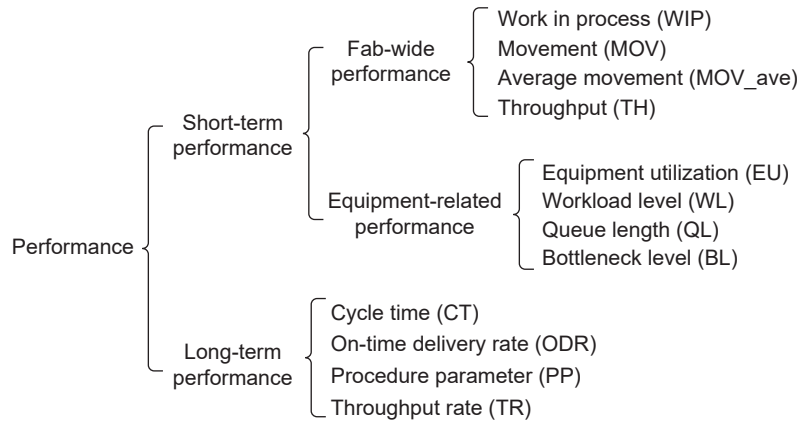 Performance
Short-term
performance
Fab-wide
performance
Work in process (WIP)
Movement (MOV)
Average movement (MOV_ave)
Throughput (TH)
Equipment-related
performance
Equipment utilization (EU)
Workload level (WL)
Queue length (QL)
Bottleneck level (BL)
Long-term
performance
Cycle time (CT)
On-time delivery rate (ODR)
Procedure parameter (PP)
Throughput rate (TR)